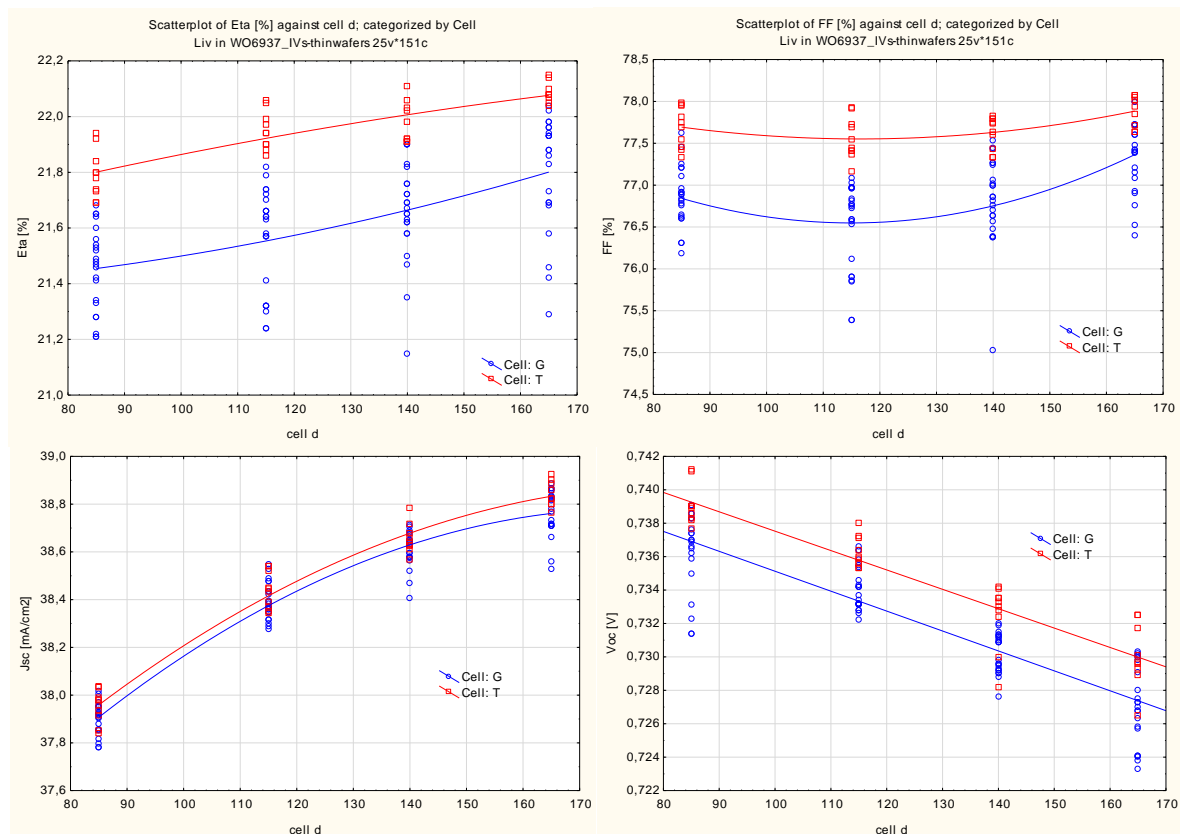 Scatterplot of Eta [%] against cell d; categorized by Cell
Liv in WO6937_IVs-thinwafers 25v*151c
22,2
22,0
21,8
21,6
21,4
21,2
21,0
Eta [%]
Cell: G
Cell: T
80 90 100 110 120 130 140 150 160 170
cell d
Scatterplot of FF [%] against cell d; categorized by Cell
Liv in WO6937_IVs-thinwafers 25v*151c
78,5
78,0
77,5
77,0
76,5
76,0
75,5
75,0
74,5
FF [%]
Cell: G
Cell: T
80 90 100 110 120 130 140 150 160 170
cell d
39,0
38,8
38,6
38,4
38,2
38,0
37,8
37,6
Jsc [mA/cm2]
Cell: G
Cell: T
80 90 100 110 120 130 140 150 160 170
cell d
0,742
0,740
0,738
0,736
0,734
0,732
0,730
0,728
0,726
0,724
0,722
Voc [V]
Cell: G
Cell: T
80 90 100 110 120 130 140 150 160 170
cell d